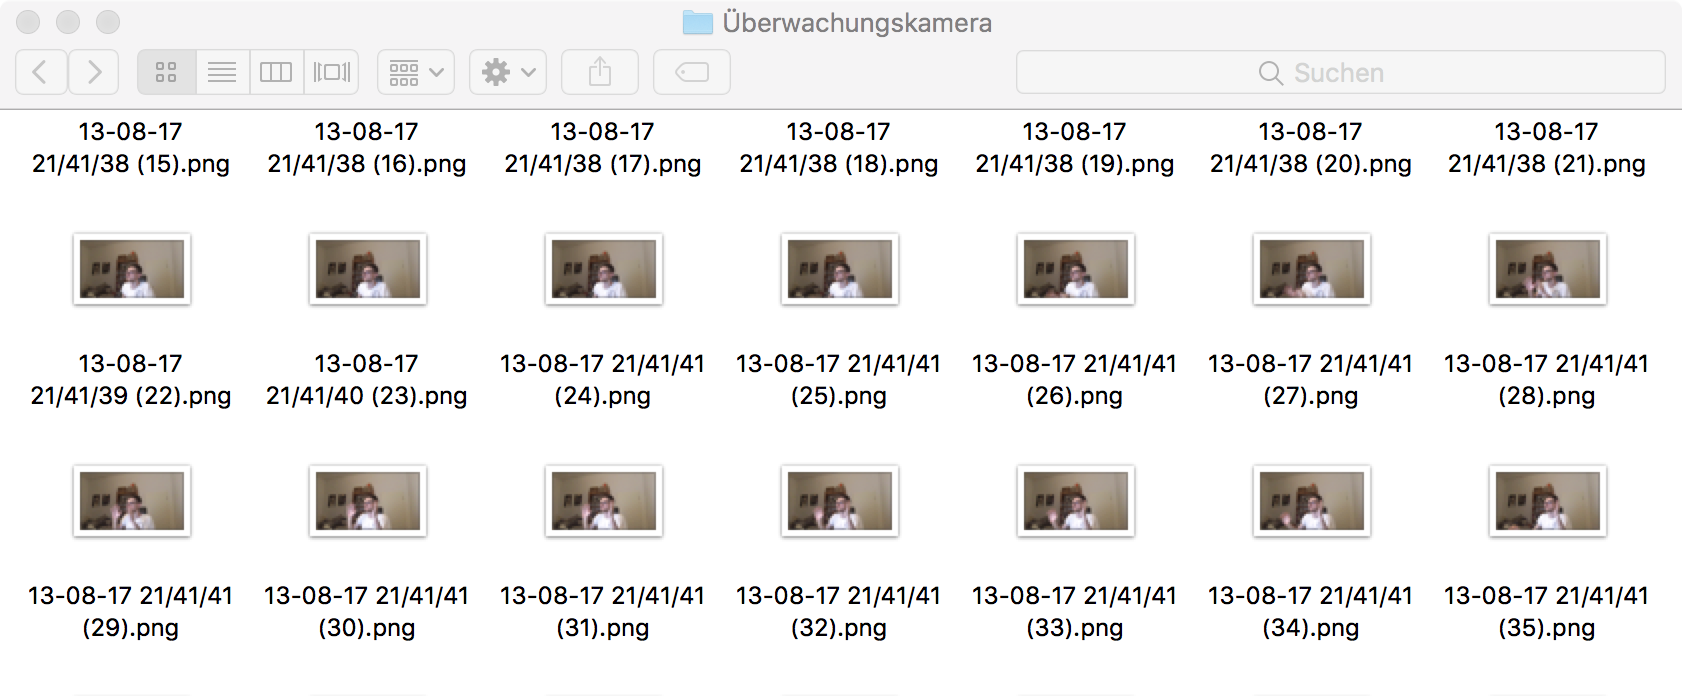 Überwachungskamera
Suchen
13-08-17
21/41/38 (15).png
13-08-17
21/41/38 (16).png
13-08-17
21/41/38 (17).png
13-08-17
21/41/38 (18).png
13-08-17
21/41/38 (19).png
13-08-17
21/41/38 (20).png
13-08-17
21/41/38 (21).png
13-08-17
21/41/39 (22).png
13-08-17
21/41/40 (23).png
13-08-17 21/41/41
(24).png
13-08-17 21/41/41
(25).png
13-08-17 21/41/41
(26).png
13-08-17 21/41/41
(27).png
13-08-17 21/41/41
(28).png
13-08-17 21/41/41
(29).png
13-08-17 21/41/41
(30).png
13-08-17 21/41/41
(31).png
13-08-17 21/41/41
(32).png
13-08-17 21/41/41
(33).png
13-08-17 21/41/41
(34).png
13-08-17 21/41/41
(35).png